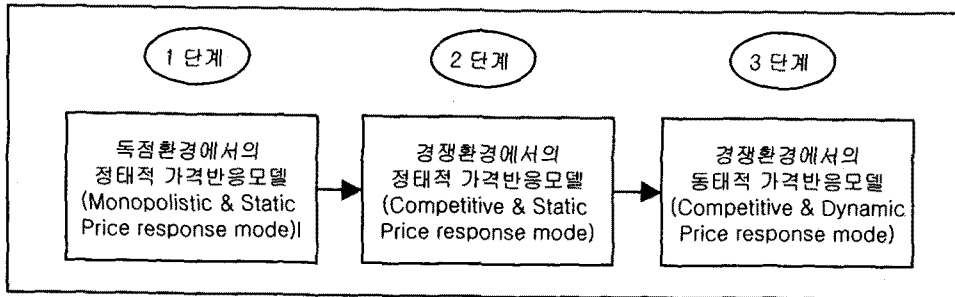 1 단계
2 단계
3 단계
독점환경에서의
정태적 가격반응모델
(Monopolistic & Static
Price response mode)l
경쟁환경에서의
정태적 가격반응모델
(Competitive & Static
Price response mode)
경쟁환경에서의
동태적 가격반응모델
(Competitive & Dynamic
Price response mode)